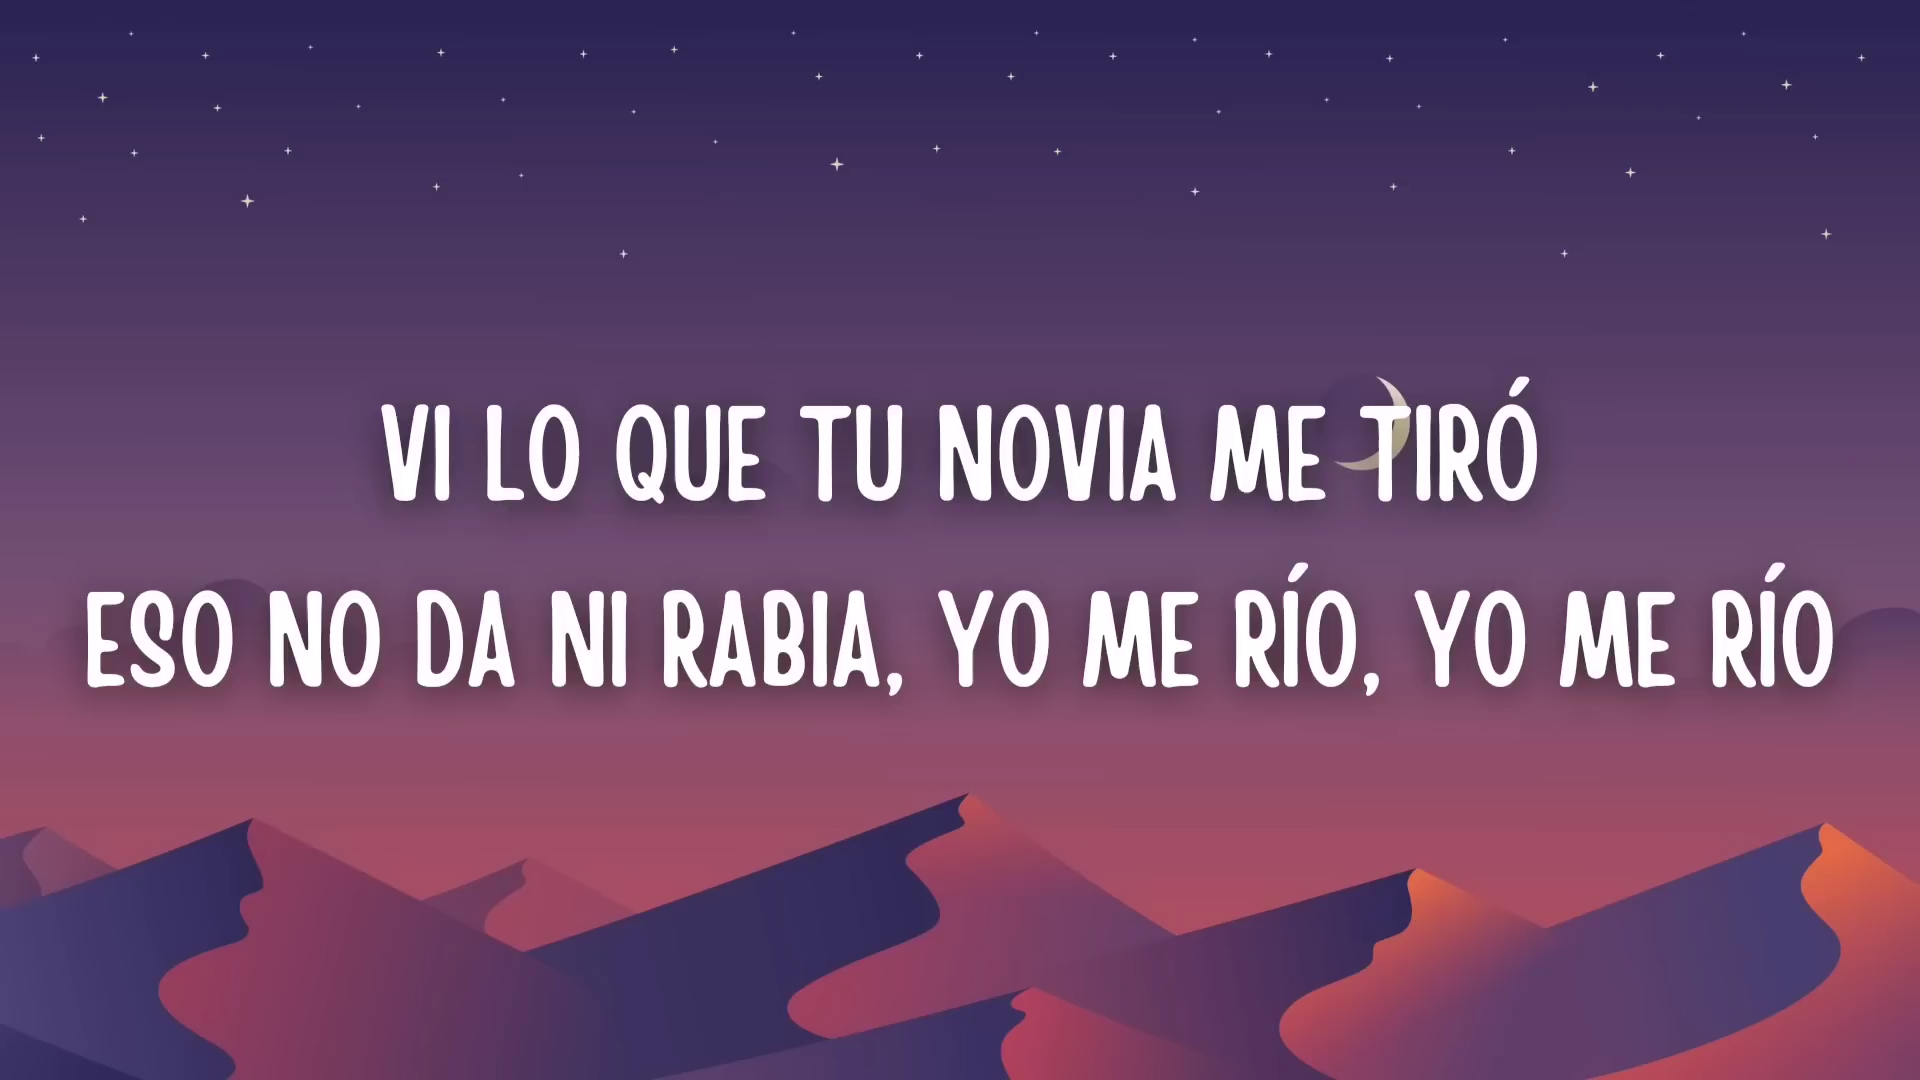 VI LO QUE TU NOVIA ME TIRÓ
ESO NO DA NI RABIA, YO ME RÍO, YO ME RÍO